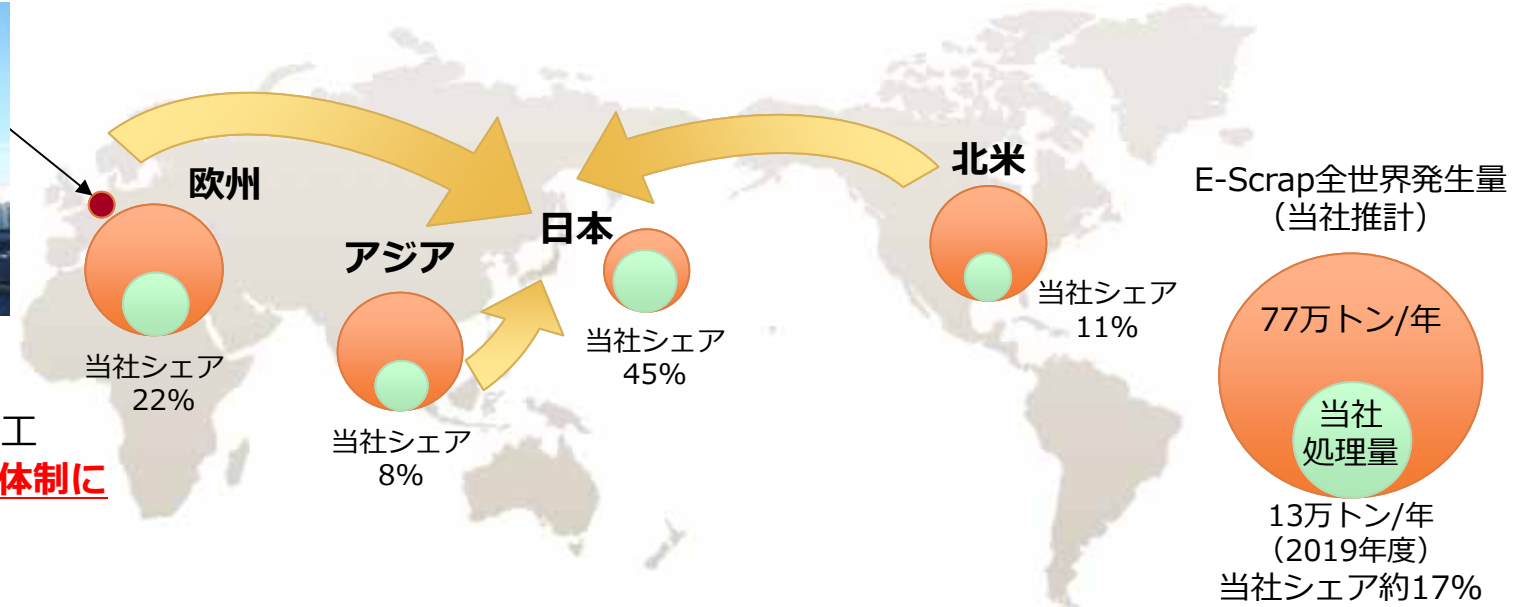 欧州
当社シェア
22%
アジア
当社シェア
8%
日本
当社シェア
45%
北米
当社シェア
11%
E-Scrap全世界発生量
（当社推計）
77万トン/年
当社
処理量
13万トン/年
（2019年度）
当社シェア約17%
工
体制に